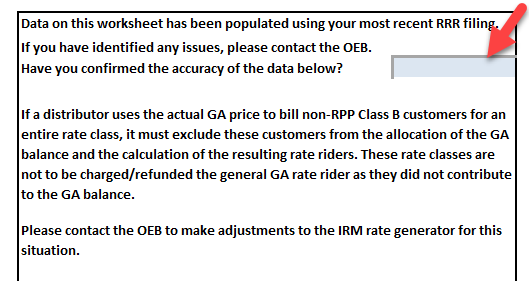 Data on this worksheet has been populated using your most recent RRR filing.
If you have identified any issues, please contact the OEB.
Have you confirmed the accuracy of the data below?
If a distributor uses the actual GA price to bill non-RPP Class B customers for an
entire rate class, it must exclude these customers from the allocation of the GA
balance and the calculation of the resulting rate riders. These rate classes are
not to be charged/refunded the general GA rate rider as they did not contribute
to the GA balance.
Please contact the OEB to make adjustments to the IRM rate generator for this
situation.